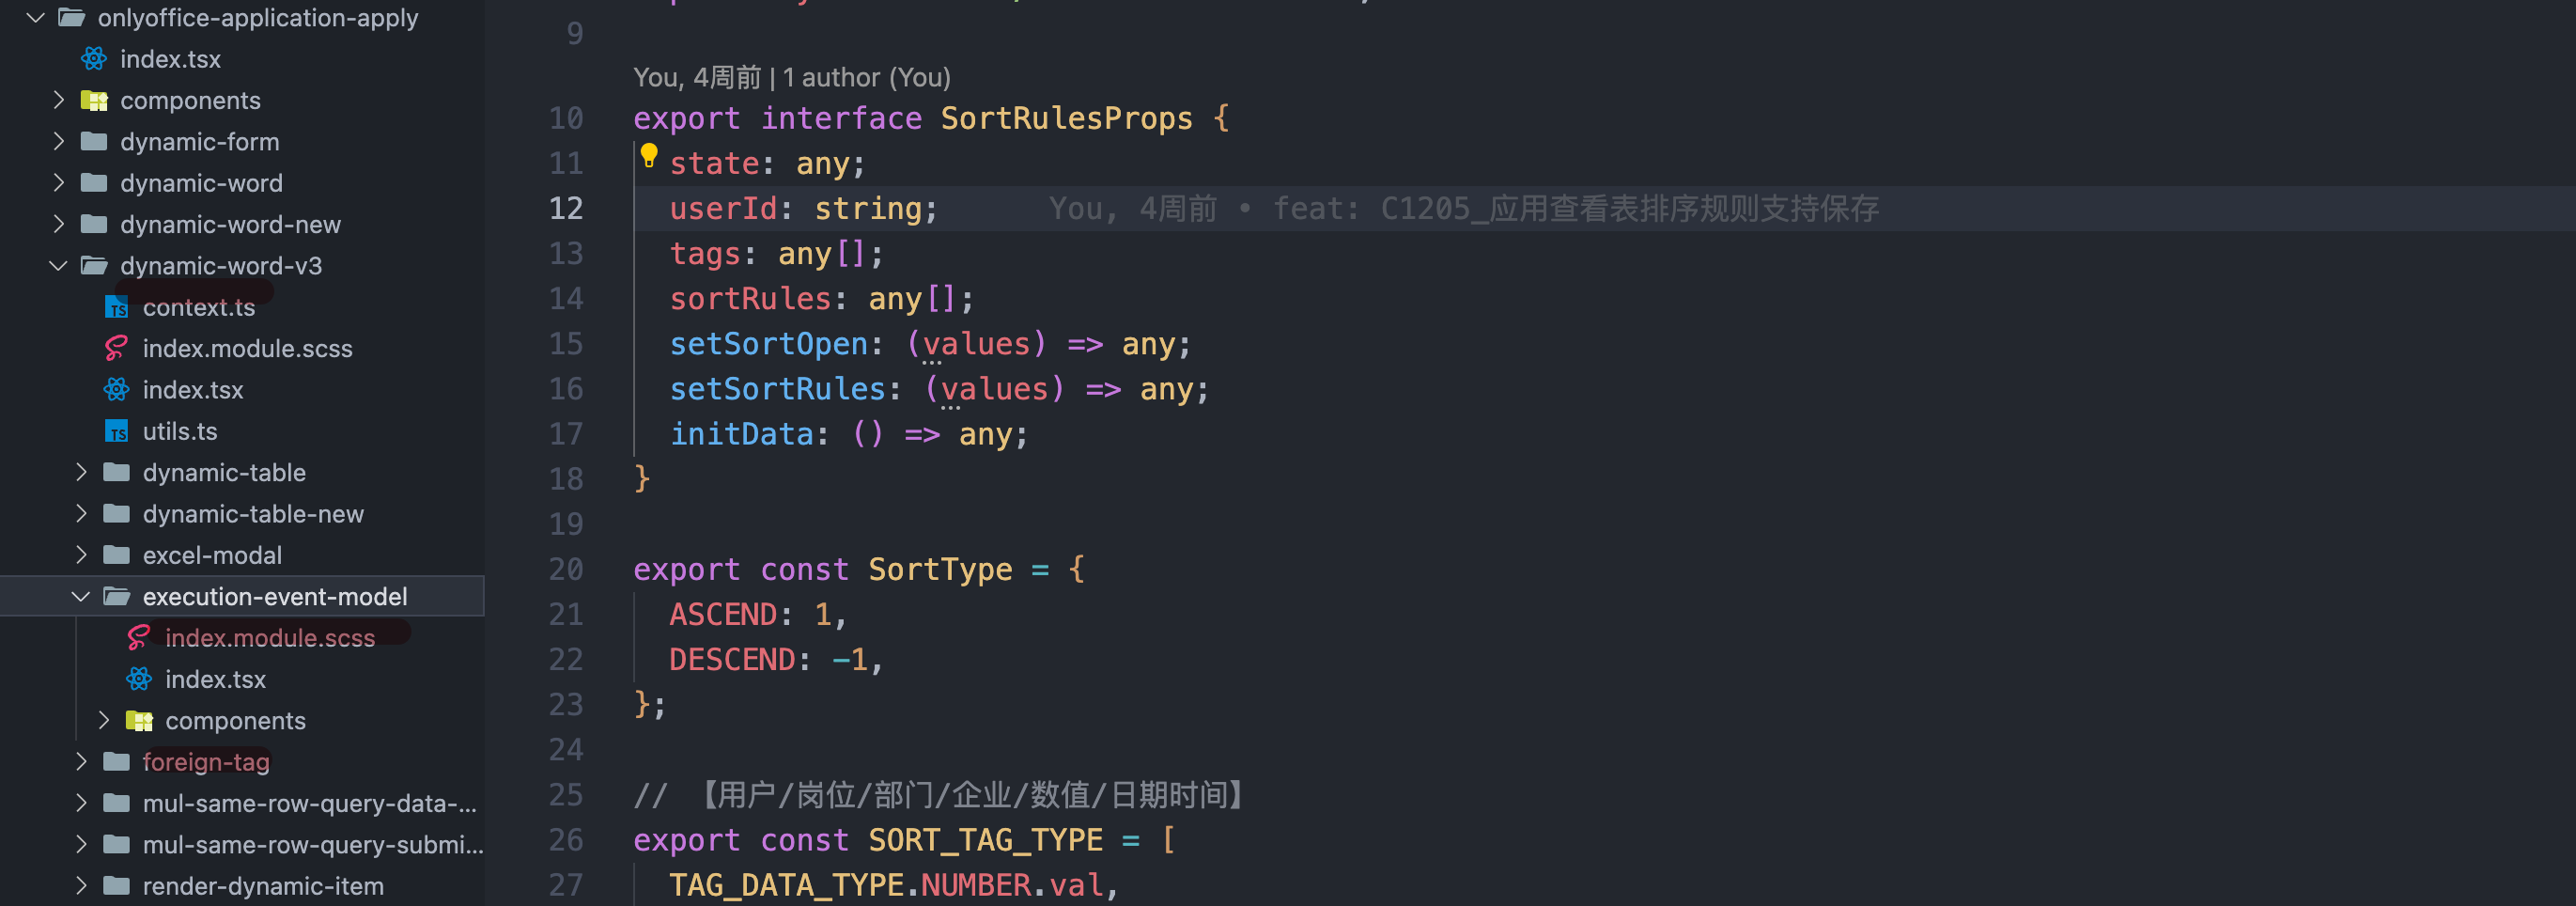 onlyoffice-application-apply
index.tsx
components
dynamic-form
dynamic-word
dynamic-word-new
dynamic-word-v3
context.ts
index.module.scss
index.tsx
utils.ts
dynamic-table
dynamic-table-new
excel-modal
execution-event-model
index.module.scss
index.tsx
components
foreign-tag
mul-same-row-query-data-...
mul-same-row-query-submi...
render-dynamic-item
9
You, 4周前 | 1 author (You)
10 export interface SortRulesProps {
11 state: any;
12 userId: string; You, 4周前 • feat: C1205_应用查看表排序规则支持保存
13 tags: any[];
14 sortRules: any[];
15 setSortOpen: (values) => any;
16 setSortRules: (values) => any;
17 initData: () => any;
18 }
19
20 export const SortType = {
21 ASCEND: 1,
22 DESCEND: -1,
23 };
24
25 // 【用户/岗位/部门/企业/数值/日期时间】
26 export const SORT_TAG_TYPE = [
27 TAG_DATA_TYPE.NUMBER.val,